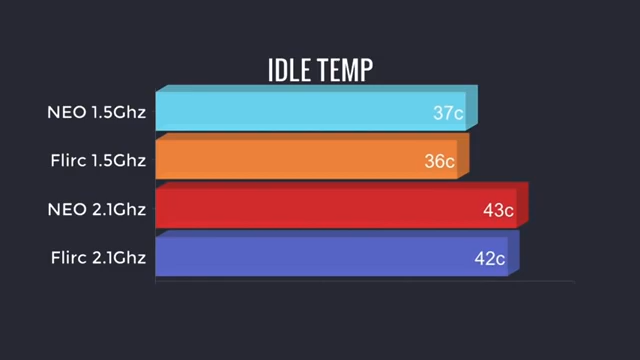 IDLE TEMP
NEO 1.5Ghz 37c
Flirc 1.5Ghz 36c
NEO 2.1Ghz 43c
Flirc 2.1Ghz 42c